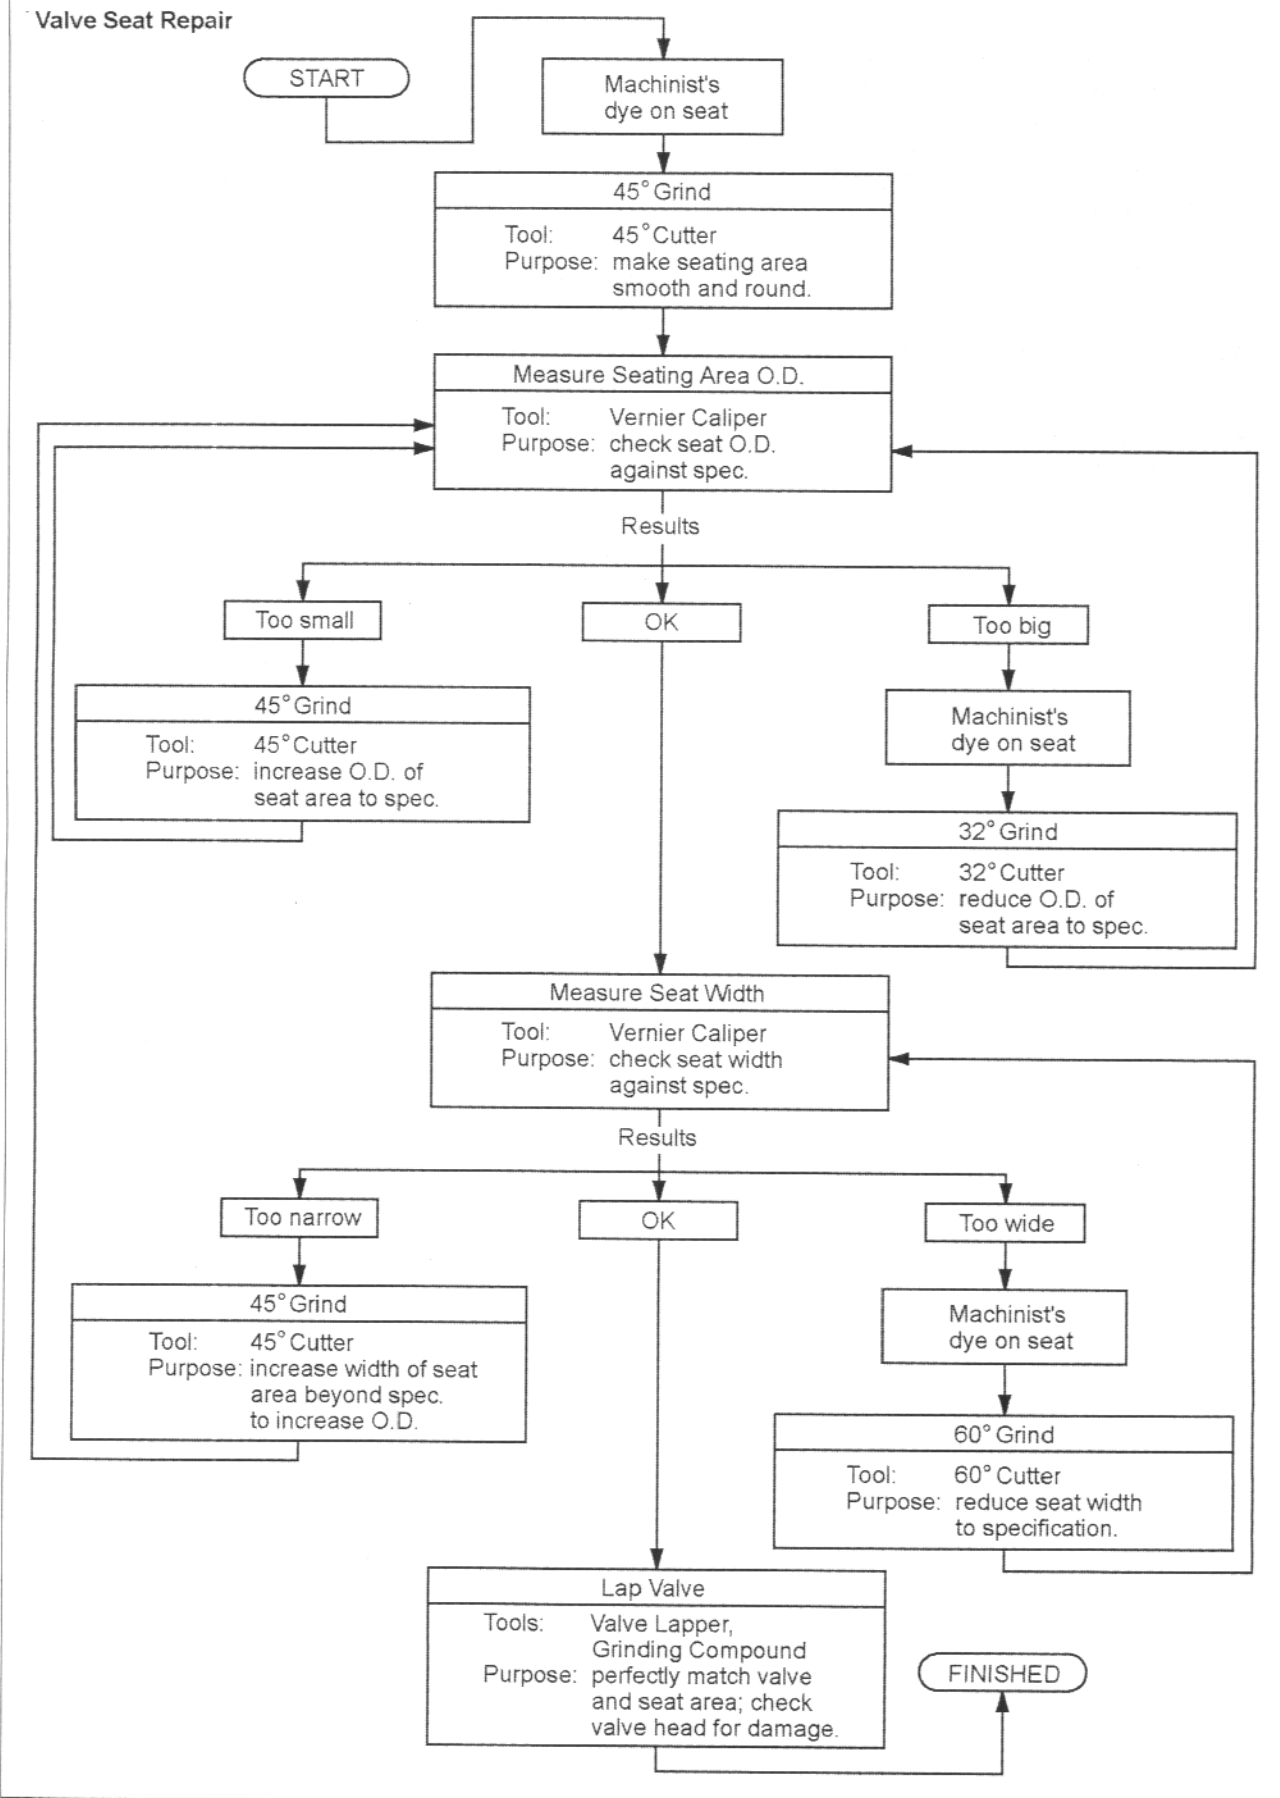 Valve Seat Repair
START
Machinist's
dye on seat
45° Grind
Tool: 45° Cutter
Purpose: make seating area
smooth and round.
Measure Seating Area O.D.
Tool: Vernier Caliper
Purpose: check seat O.D.
against spec.
Results
Too small
OK
Too big
45° Grind
Tool: 45° Cutter
Purpose: increase O.D. of
seat area to spec.
Machinist's
dye on seat
32° Grind
Tool: 32° Cutter
Purpose: reduce O.D. of
seat area to spec.
Measure Seat Width
Tool: Vernier Caliper
Purpose: check seat width
against spec.
Results
Too narrow
OK
Too wide
45° Grind
Tool: 45° Cutter
Purpose: increase width of seat
area beyond spec.
to increase O.D.
Machinist's
dye on seat
60° Grind
Tool: 60° Cutter
Purpose: reduce seat width
to specification.
Lap Valve
Tools: Valve Lapper,
Grinding Compound
Purpose: perfectly match valve
and seat area; check
valve head for damage.
FINISHED